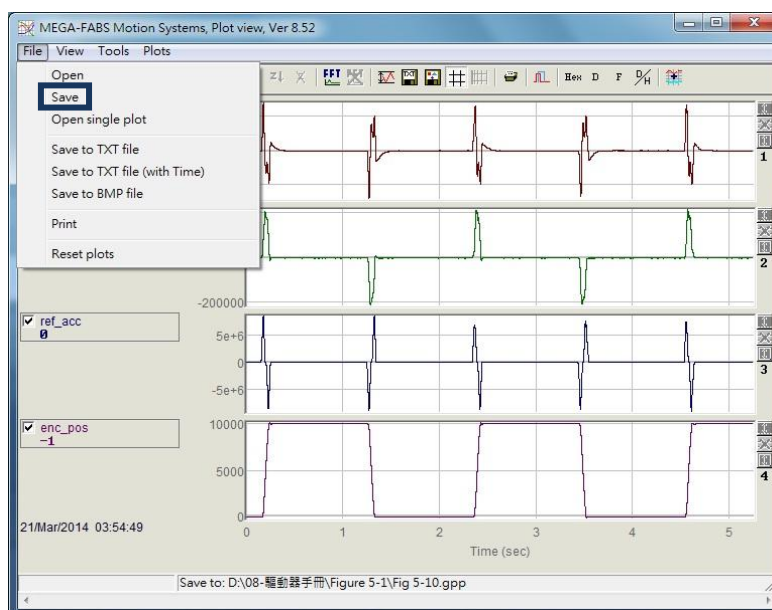 MEGA-FABS Motion Systems, Plot view, Ver 8.52
File View Tools Plots
Open
Save
Open single plot
Save to TXT file
Save to TXT file (with Time)
Save to BMP file
Print
Reset plots
FFT
Hex D F D/H
1
2
-200000
ref_acc
0
5e+6
0
-5e+6
3
enc_pos
-1
10000
5000
0
4
21/Mar/2014 03:54:49
0 1 2 3 4 5
Time (sec)
Save to: D:\08-驅動器手冊\Figure 5-1\Fig 5-10.gpp